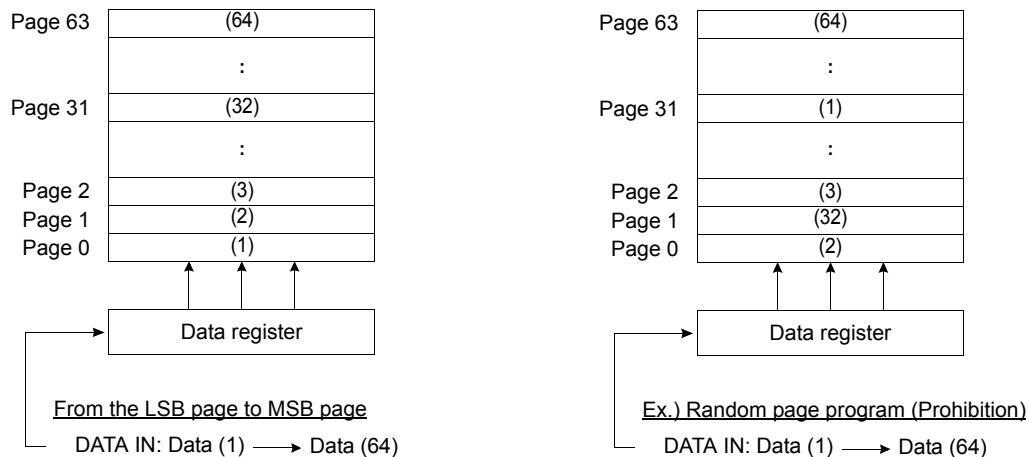 Page 63 (64)
:
Page 31 (32)
:
Page 2 (3)
Page 1 (2)
Page 0 (1)
Data register
From the LSB page to MSB page
DATA IN: Data (1) Data (64)
Page 63 (64)
:
Page 31 (1)
:
Page 2 (3)
Page 1 (32)
Page 0 (2)
Data register
Ex.) Random page program (Prohibition)
DATA IN: Data (1) Data (64)